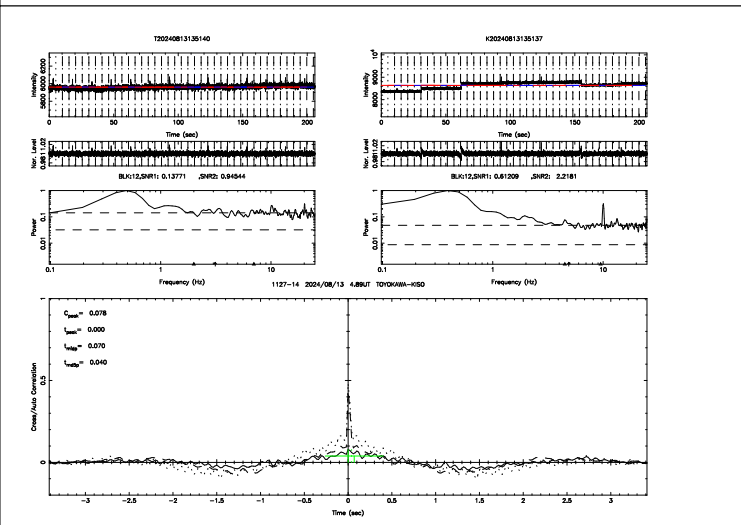 T20240813135140
K20240813135137
Intensity
5800 6000 6200
0 50 100 150 200
Time (sec)
Intensity
8000 9000 10⁴
0 50 100 150 200
Time (sec)
Nor. Level
0.98 1 1.02
Nor. Level
0.98 1 1.02
BLK:12,SNR1: 0.13771 ,SNR2: 0.94544
BLK:12,SNR1: 0.61209 ,SNR2: 2.2181
Power
1
0.1
0.01
0.1 1 10
Frequency (Hz)
Power
1
0.1
0.01
0.1 1 10
Frequency (Hz)
1127-14 2024/08/13 4.89UT TOYOKAWA-KISO
Cross/Auto Correlation
1
0.5
0
C_peak= 0.078
t_peak= 0.000
t_midp= 0.070
t_mdsp= 0.040
−3 −2.5 −2 −1.5 −1 −0.5 0 0.5 1 1.5 2 2.5 3
Time (sec)